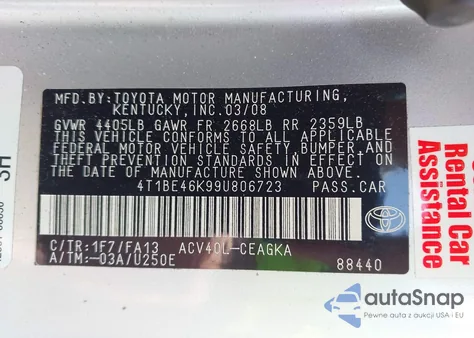 MFD.BY:TOYOTA MOTOR MANUFACTURING,
KENTUCKY,INC.03/08
GVWR 4405LB GAWR FR 2668LB RR 2359LB
THIS VEHICLE CONFORMS TO ALL APPLICABLE
FEDERAL MOTOR VEHICLE SAFETY, BUMPER, AND
THEFT PREVENTION STANDARDS IN EFFECT ON THE
DATE OF MANUFACTURE SHOWN ABOVE.
4T1BE46K99U806723 PASS.CAR
C/TR:1F7/FA13 ACV40L-CEAGKA
A/TM:-03A/U250E 88440
TOYOTA
Rental
Assistance
autoSnap
Pewne auta z aukcji USA i EU